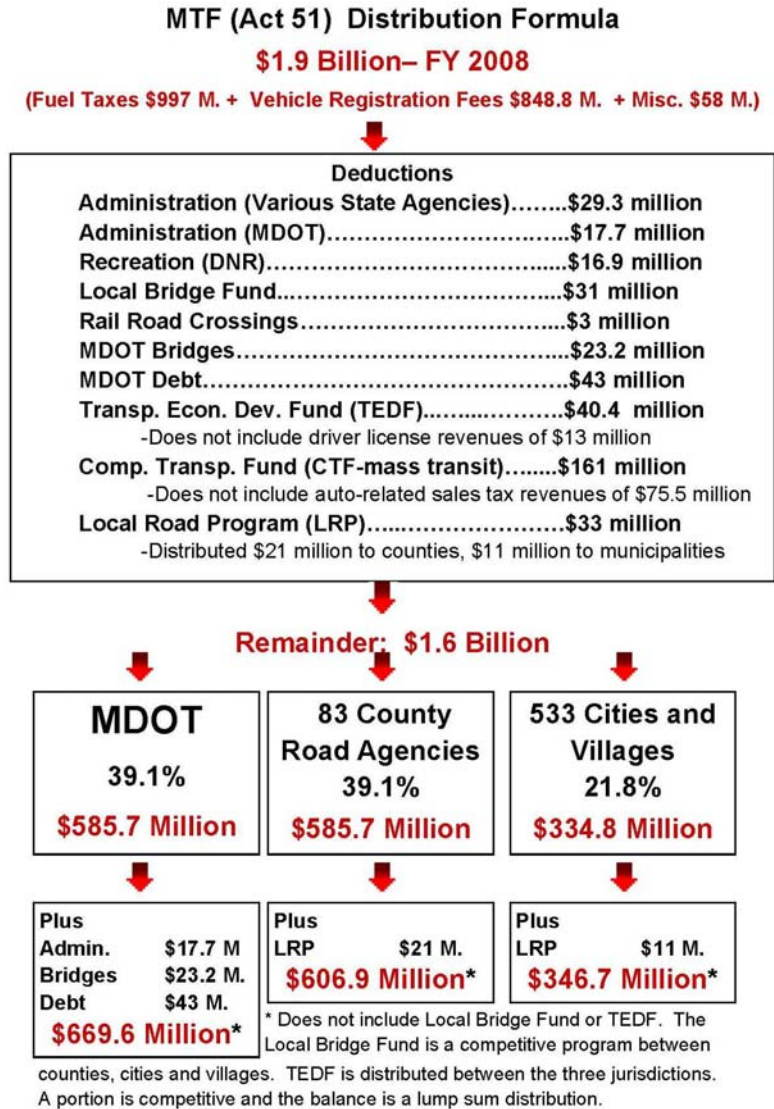 MTF (Act 51) Distribution Formula
$1.9 Billion– FY 2008
(Fuel Taxes $997 M. + Vehicle Registration Fees $848.8 M. + Misc. $58 M.)
Deductions
Administration (Various State Agencies)……..$29.3 million
Administration (MDOT)……………………….…..$17.7 million
Recreation (DNR)………………………………......$16.9 million
Local Bridge Fund...………………………………...$31 million
Rail Road Crossings………………………………...$3 million
MDOT Bridges……………………………………....$23.2 million
MDOT Debt…………………………………………..$43 million
Transp. Econ. Dev. Fund (TEDF)...…...………..$40.4 million
-Does not include driver license revenues of $13 million
Comp. Transp. Fund (CTF-mass transit)….....$161 million
-Does not include auto-related sales tax revenues of $75.5 million
Local Road Program (LRP)…...…………………$33 million
-Distributed $21 million to counties, $11 million to municipalities
Remainder: $1.6 Billion
MDOT
39.1%
$585.7 Million
83 County
Road Agencies
39.1%
$585.7 Million
533 Cities and
Villages
21.8%
$334.8 Million
Plus
Admin. $17.7 M
Bridges $23.2 M.
Debt $43 M.
$669.6 Million*
Plus
LRP $21 M.
$606.9 Million*
Plus
LRP $11 M.
$346.7 Million*
* Does not include Local Bridge Fund or TEDF. The
Local Bridge Fund is a competitive program between
counties, cities and villages. TEDF is distributed between the three jurisdictions.
A portion is competitive and the balance is a lump sum distribution.